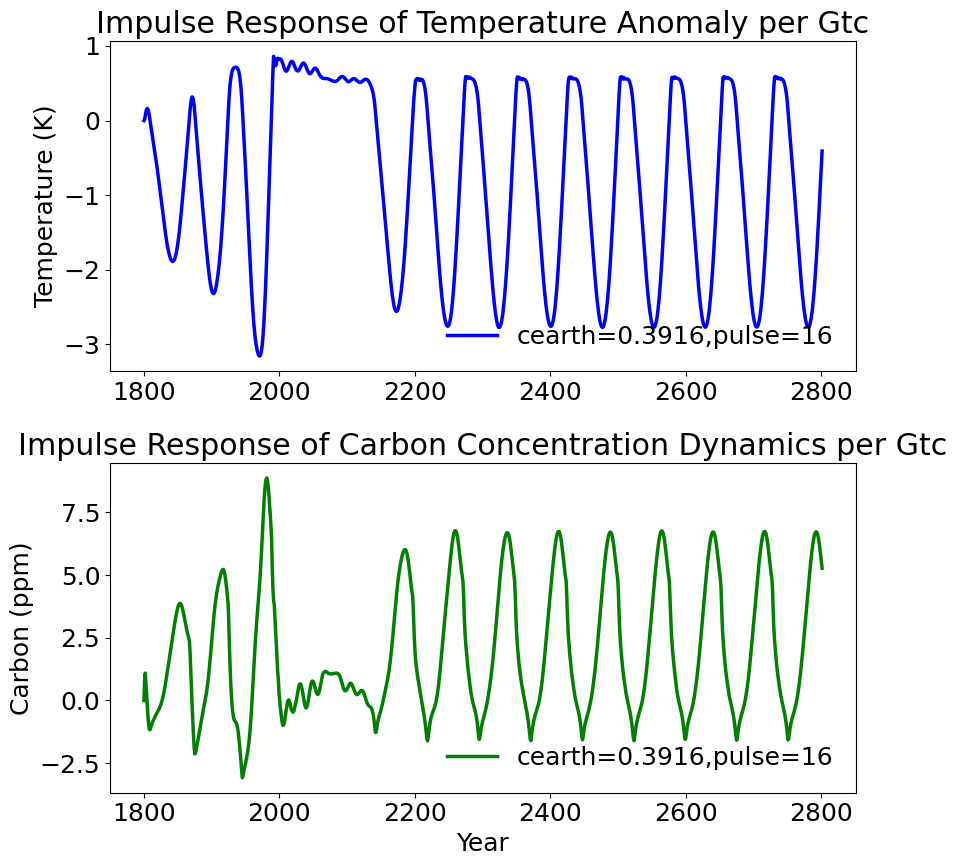 Impulse Response of Temperature Anomaly per Gtc
Temperature (K)
1
0
−1
−2
−3
cearth=0.3916,pulse=16
1800 2000 2200 2400 2600 2800
Impulse Response of Carbon Concentration Dynamics per Gtc
Carbon (ppm)
7.5
5.0
2.5
0.0
−2.5
cearth=0.3916,pulse=16
1800 2000 2200 2400 2600 2800
Year